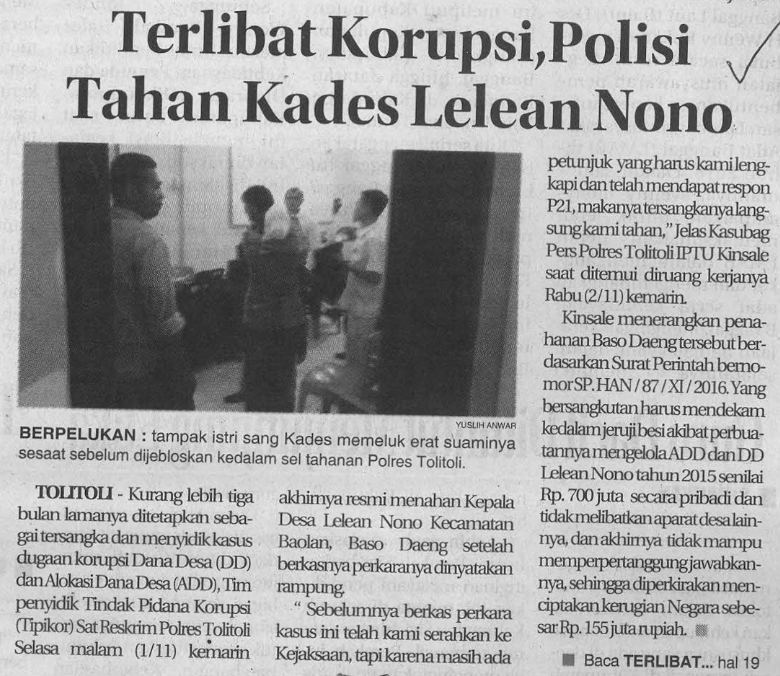 Terlibat Korupsi,Polisi
Tahan Kades Lelean Nono
YUSLIH ANWAR
BERPELUKAN : tampak istri sang Kades memeluk erat suaminya
sesaat sebelum dijebloskan kedalam sel tahanan Polres Tolitoli.
TOLITOLI - Kurang lebih tiga
bulan lamanya ditetapkan seba-
gai tersangka dan menyidik kasus
dugaan korupsi Dana Desa (DD)
dan Alokasi Dana Desa (ADD), Tim
penyidik Tindak Pidana Korupsi
(Tipikor) Sat Reskrim Polres Tolitoli
Selasa malam (1/11) kemarin
akhirnya resmi menahan Kepala
Desa Lelean Nono Kecamatan
Baolan, Baso Daeng setelah
berkasnya perkaranya dinyatakan
rampung.
" Sebelumnya berkas perkara
kasus ini telah kami serahkan ke
Kejaksaan, tapi karena masih ada
petunjuk yang harus kami leng-
kapi dan telah mendapat respon
P21, makanya tersangkanya lang-
sung kami tahan," Jelas Kasubag
Pers Polres Tolitoli IPTU Kinsale
saat ditemui diruang kerjanya
Rabu (2/11) kemarin.
Kinsale menerangkan pena-
hanan Baso Daeng tersebut ber-
dasarkan Surat Perintah berno-
mor SP. HAN / 87 / XI / 2016. Yang
bersangkutan harus mendekam
kedalam jeruji besi akibat perbua-
tannya mengelola ADD dan DD
Lelean Nono tahun 2015 senilai
Rp. 700 juta secara pribadi dan
tidak melibatkan aparat desa lain-
nya, dan akhirnya tidak mampu
memperpertanggung jawabkan-
nya, sehingga diperkirakan men-
ciptakan kerugian Negara sebe-
sar Rp. 155 juta rupiah.
Baca TERLIBAT... hal 19